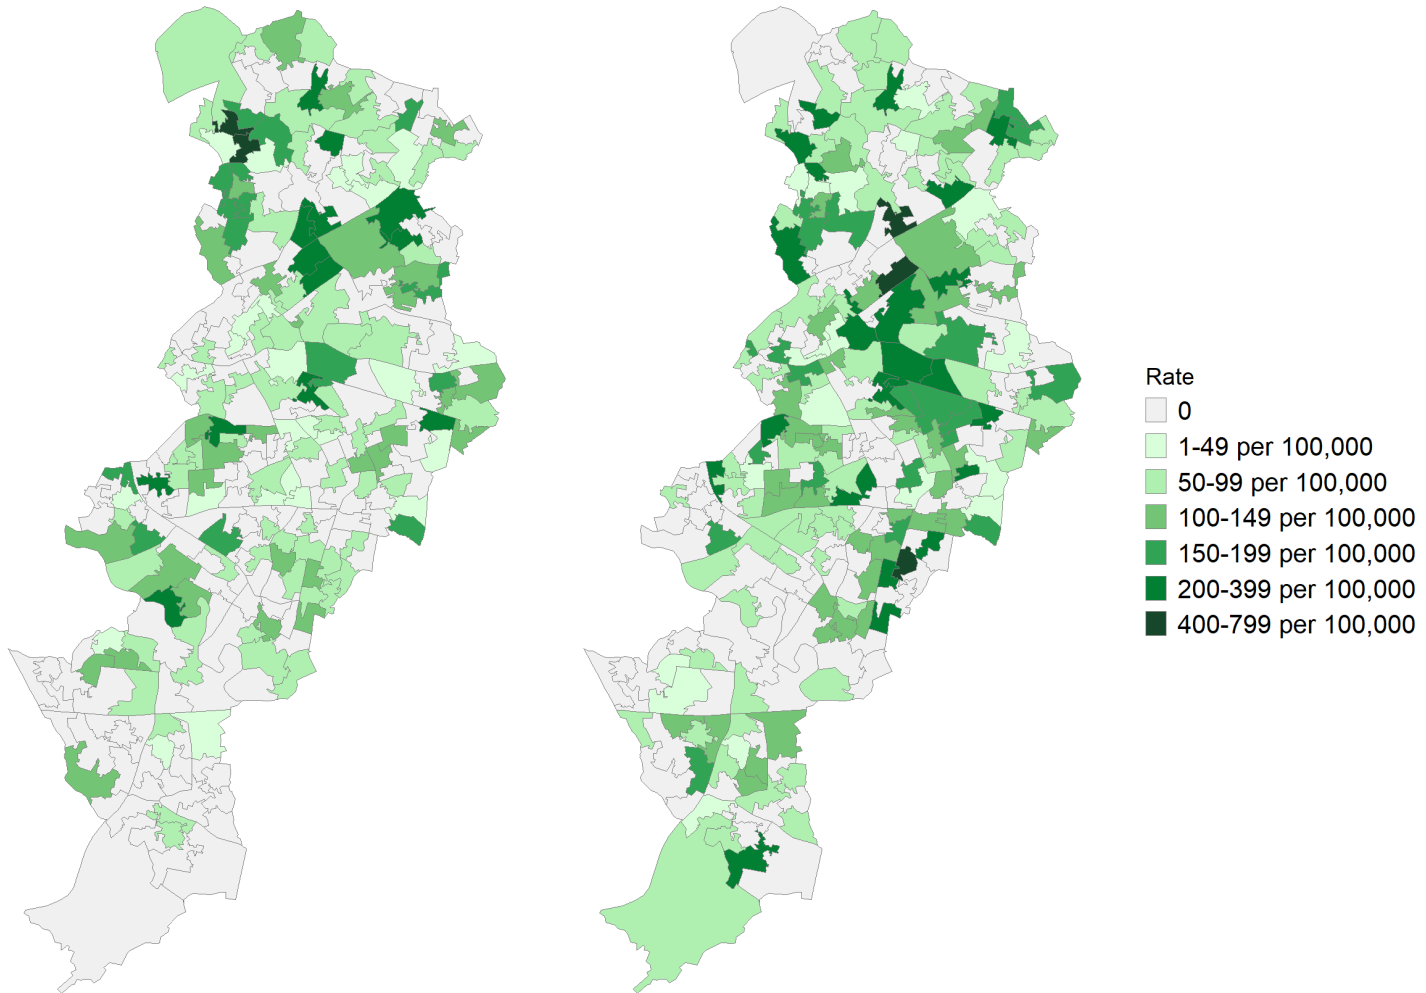 Rate
0
1-49 per 100,000
50-99 per 100,000
100-149 per 100,000
150-199 per 100,000
200-399 per 100,000
400-799 per 100,000